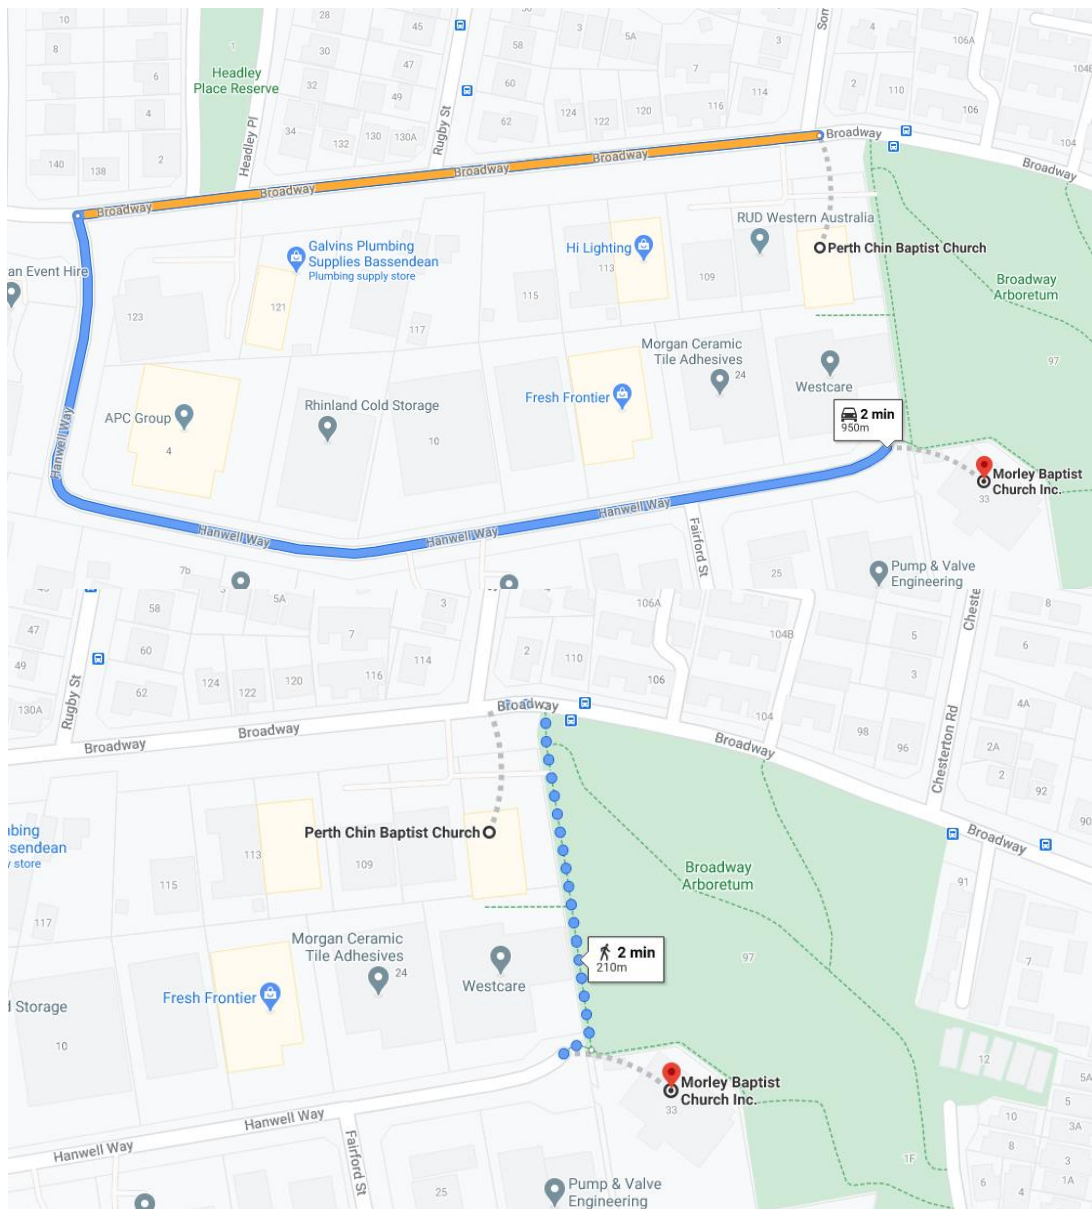 10
8
6
4
2
140
138
1
Headley
Place Reserve
Headley Pl
28
30
32
34
45
47
49
132
130
130A
Rugby St
58
60
62
3
5A
124
122
120
7
116
114
2
110
106A
106
104
Broadway
Broadway
Broadway
Broadway
Broadway
Broadway
an Event Hire
Galvins Plumbing
Supplies Bassendean
Plumbing supply store
Hi Lighting
RUD Western Australia
Perth Chin Baptist Church
Broadway
Arboretum
97
123
121
117
115
113
109
Morgan Ceramic
Tile Adhesives
24
Westcare
Fresh Frontier
Rhinland Cold Storage
10
APC Group
4
2 min
950m
Morley Baptist
Church Inc.
33
Hanwell Way
Hanwell Way
Hanwell Way
Hanwell Way
Fairford St
25
Pump & Valve
Engineering
7b
47
49
130A
Rugby St
58
60
62
5A
124
122
120
7
116
3
114
2
110
106A
106
104B
104
5
3
98
96
8
6
4A
2A
2
92
90
Chesterton Rd
Broadway
Broadway
Broadway
Broadway
Broadway
Perth Chin Baptist Church
113
109
115
117
Broadway
Arboretum
97
91
Morgan Ceramic
Tile Adhesives
24
Westcare
Fresh Frontier
d Storage
10
2 min
210m
Morley Baptist
Church Inc.
33
Hanwell Way
Hanwell Way
Fairford St
25
Pump & Valve
Engineering
12
10
8
6
5A
5
3A
3
4
1
1F